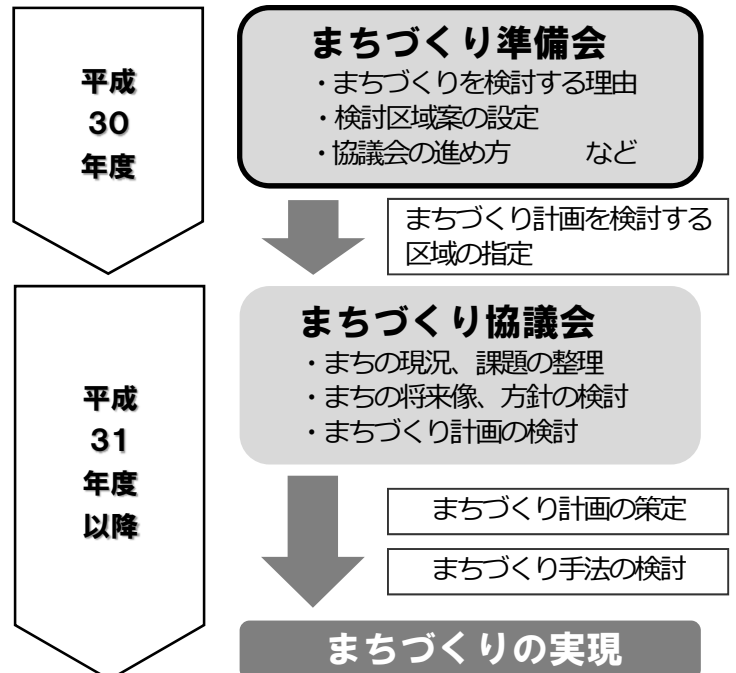 平成
30
年度
まちづくり準備会
・まちづくりを検討する理由
・検討区域案の設定
・協議会の進め方　　など
まちづくり計画を検討する
区域の指定
平成
31
年度
以降
まちづくり協議会
・まちの現況、課題の整理
・まちの将来像、方針の検討
・まちづくり計画の検討
まちづくり計画の策定
まちづくり手法の検討
まちづくりの実現